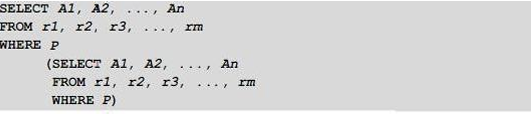 SELECT A1, A2, ..., An
FROM r1, r2, r3, ..., rm
WHERE P
(SELECT A1, A2, ..., An
FROM r1, r2, r3, ..., rm
WHERE P)